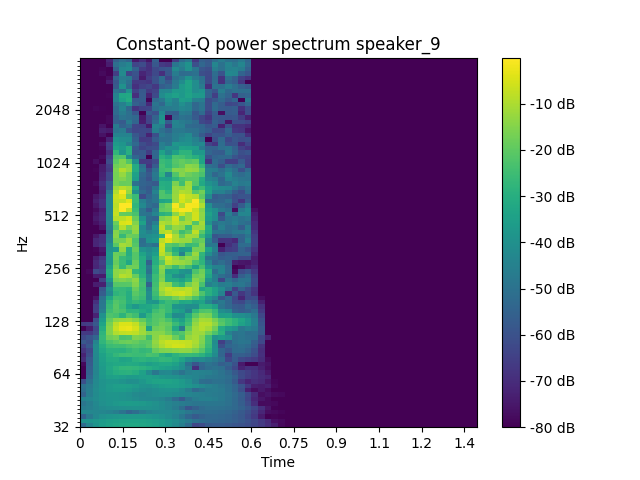 Constant-Q power spectrum speaker_9
Hz
2048
1024
512
256
128
64
32
0 0.15 0.3 0.45 0.6 0.75 0.9 1.1 1.2 1.4
Time
-10 dB
-20 dB
-30 dB
-40 dB
-50 dB
-60 dB
-70 dB
-80 dB